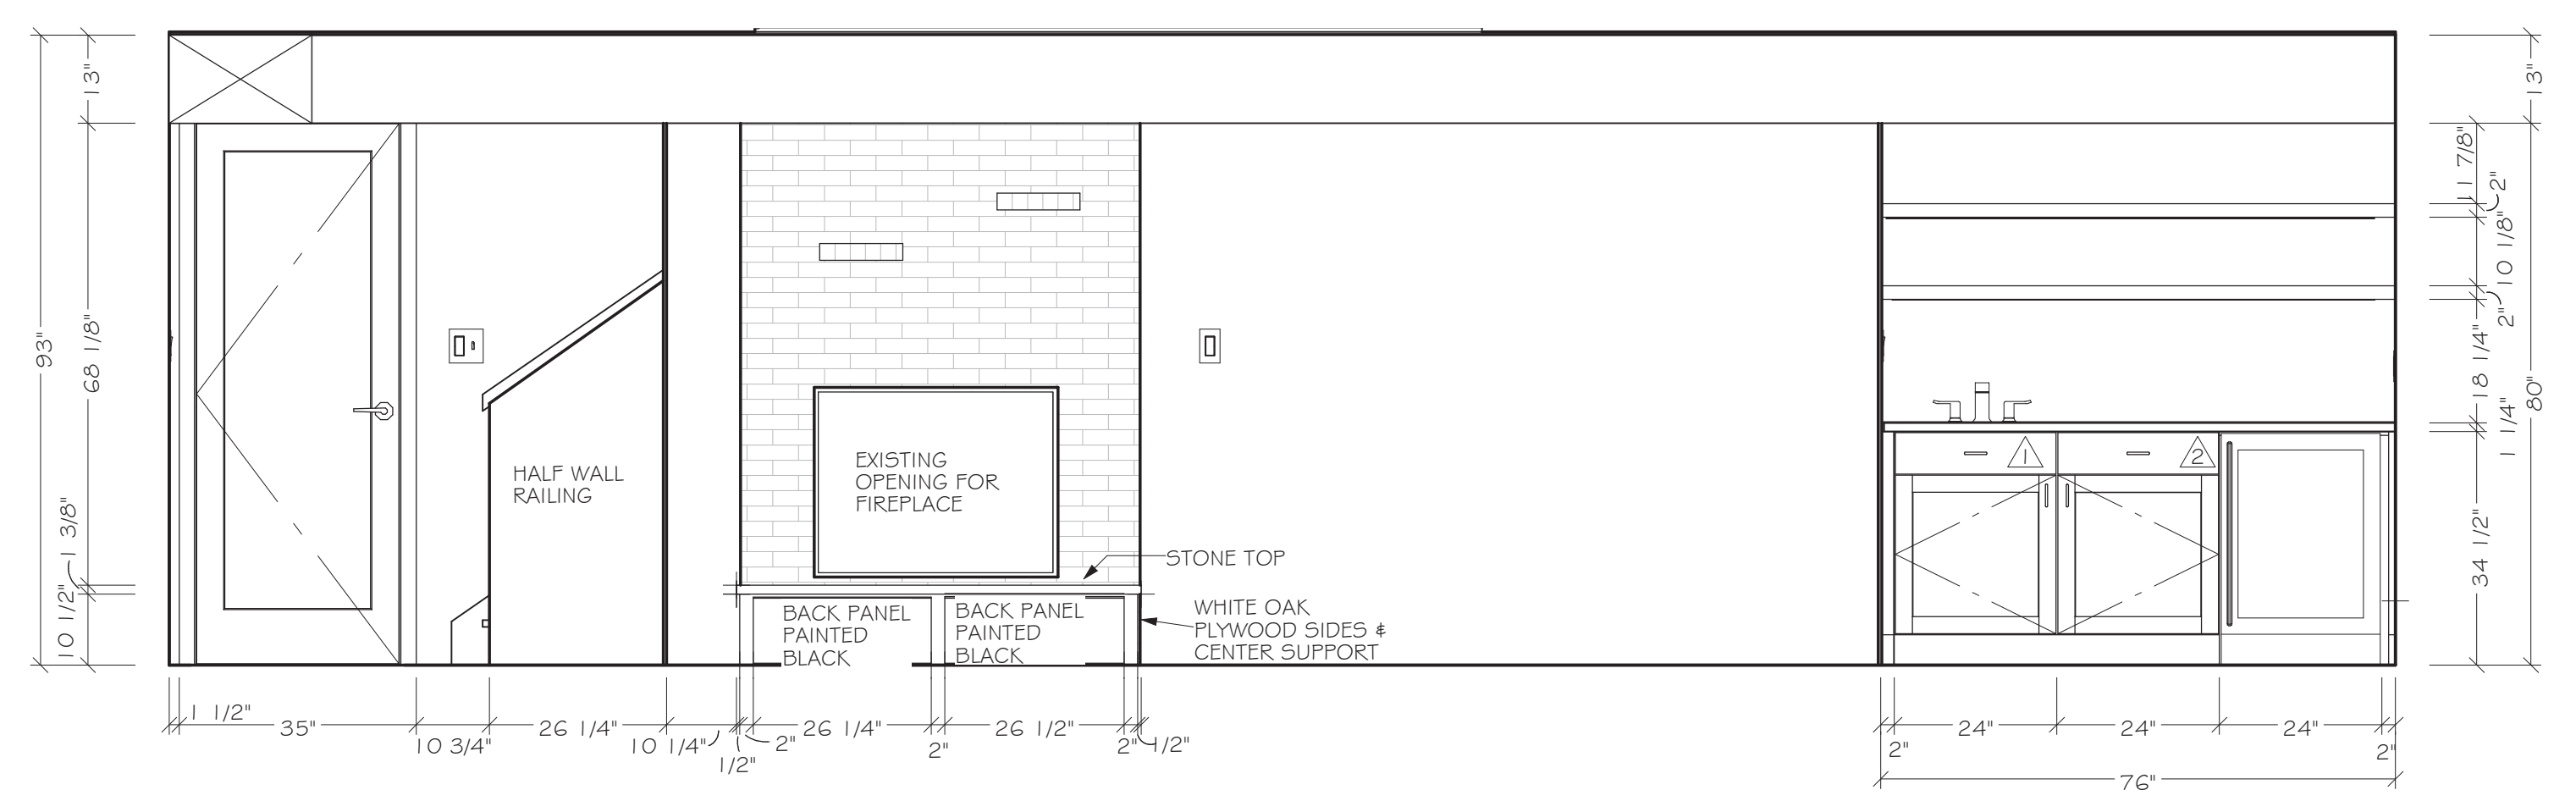 13"
93"
68 1/8"
1 3/8"
10 1/2"
HALF WALL
RAILING
EXISTING
OPENING FOR
FIREPLACE
STONE TOP
BACK PANEL
PAINTED
BLACK
BACK PANEL
PAINTED
BLACK
WHITE OAK
PLYWOOD SIDES &
CENTER SUPPORT
1
2
13"
11 7/8"
2"
10 1/8"
2"
18 1/4"
1 1/4"
80"
34 1/2"
1 1/2"
35"
10 3/4"
26 1/4"
10 1/4"
1/2"
2"
26 1/4"
2"
26 1/2"
2"
1/2"
2"
24"
24"
24"
2"
76"